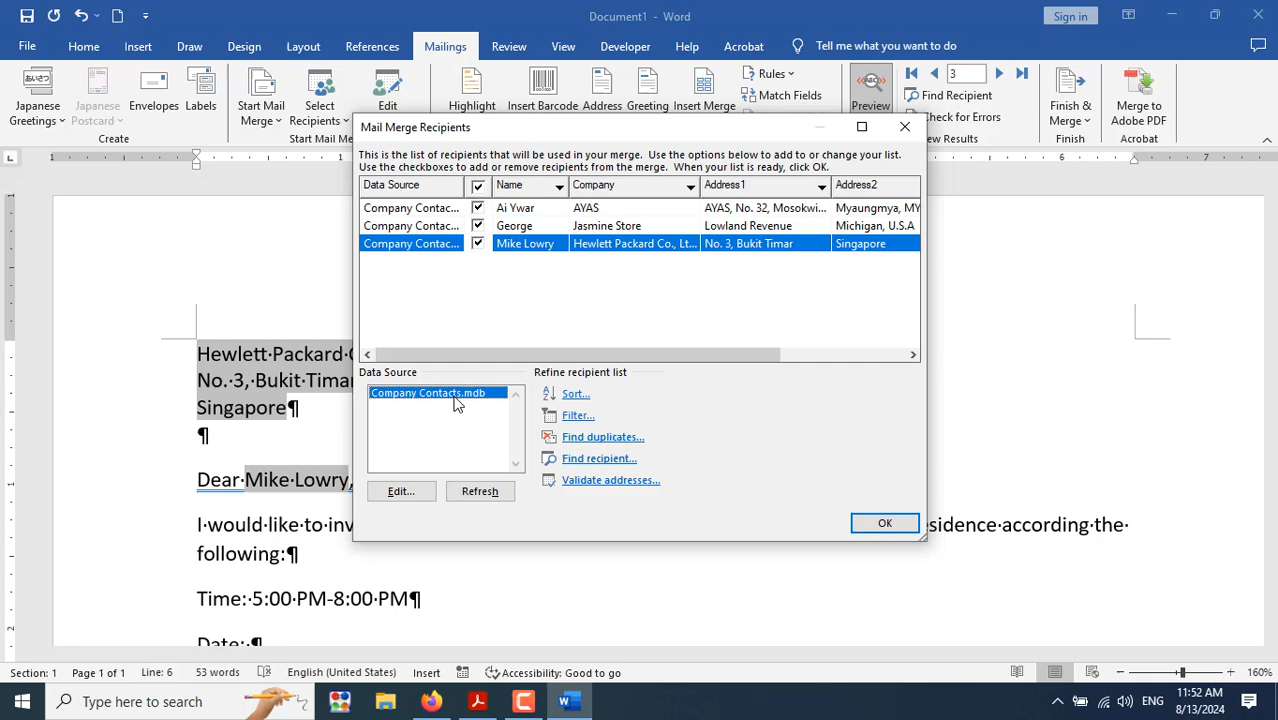 Document1 - Word
Sign in
File Home Insert Draw Design Layout References Mailings Review View Developer Help Acrobat Tell me what you want to do
Japanese Greetings
Japanese Postcard
Envelopes
Label
Start Mail Merge
Select Recipients
Edit
Highlight
Insert Barcode
Address
Greeting
Insert Merge
Rules
Match Fields
Preview
3
Find Recipient
Check for Errors
Finish & Merge
Merge to Adobe PDF
Create
Start Mail
Results
Finish
Acrobat
Mail Merge Recipients
This is the list of recipients that will be used in your merge. Use the options below to add to or change your list.
Use the checkboxes to add or remove recipients from the merge. When your list is ready, click OK.
Data Source Name Company Address1 Address2
Company Contac... Ai Ywar AYAS AYAS, No. 32, Mosokwi... Myaungmya, MY
Company Contac... George Jasmine Store Lowland Revenue Michigan, U.S.A
Company Contac... Mike Lowry Hewlett Packard Co., Lt... No. 3, Bukit Timar Singapore
Data Source
Company Contacts.mdb
Edit...
Refresh
Refine recipient list
Sort...
Filter...
Find duplicates...
Find recipient...
Validate addresses...
OK
Hewlett·Packard·
No.·3,·Bukit·Timar
Singapore¶
¶
Dear·Mike·Lowry,
I·would·like·to·inv esidence·according·the·
following:¶
Time:·5:00·PM-8:00·PM¶
Date:·¶
Section: 1 Page 1 of 1 Line: 6 53 words English (United States) Insert Accessibility: Good to go 160%
Type here to search
ENG
11:52 AM
8/13/2024